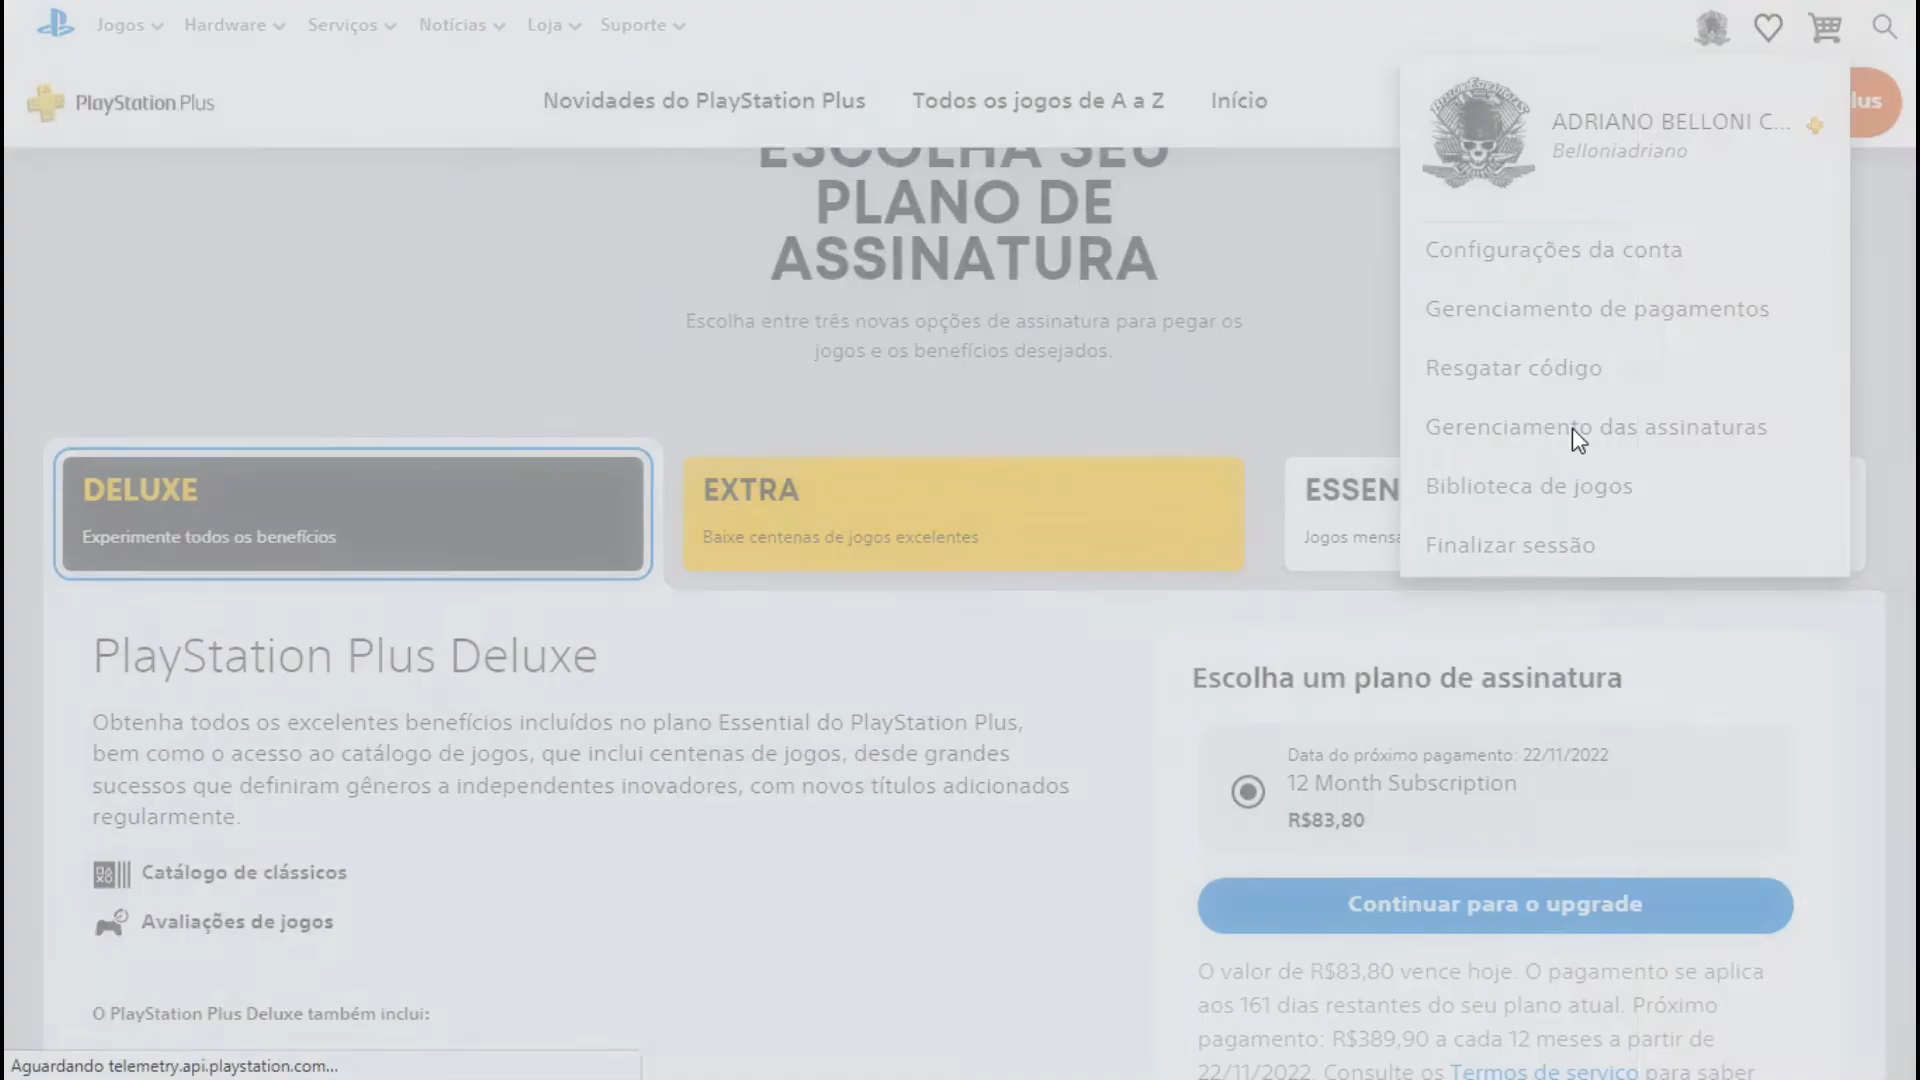 Jogos Hardware Serviços Notícias Loja Suporte
PlayStation Plus
Novidades do PlayStation Plus Todos os jogos de A a Z Início
lus
ADRIANO BELLONI C...
Belloniadriano
Configurações da conta
Gerenciamento de pagamentos
Resgatar código
Gerenciamento das assinaturas
Biblioteca de jogos
Finalizar sessão
ESCOLHA SEU
PLANO DE
ASSINATURA
Escolha entre três novas opções de assinatura para pegar os
jogos e os benefícios desejados.
DELUXE
Experimente todos os benefícios
EXTRA
Baixe centenas de jogos excelentes
ESSEN
Jogos mensa
PlayStation Plus Deluxe
Obtenha todos os excelentes benefícios incluídos no plano Essential do PlayStation Plus,
bem como o acesso ao catálogo de jogos, que inclui centenas de jogos, desde grandes
sucessos que definiram gêneros a independentes inovadores, com novos títulos adicionados
regularmente.
Catálogo de clássicos
Avaliações de jogos
O PlayStation Plus Deluxe também inclui:
Escolha um plano de assinatura
Data do próximo pagamento: 22/11/2022
12 Month Subscription
R$83,80
Continuar para o upgrade
O valor de R$83,80 vence hoje. O pagamento se aplica
aos 161 dias restantes do seu plano atual. Próximo
pagamento: R$389,90 a cada 12 meses a partir de
22/11/2022. Consulte os Termos de serviço para saber
Aguardando telemetry.api.playstation.com...